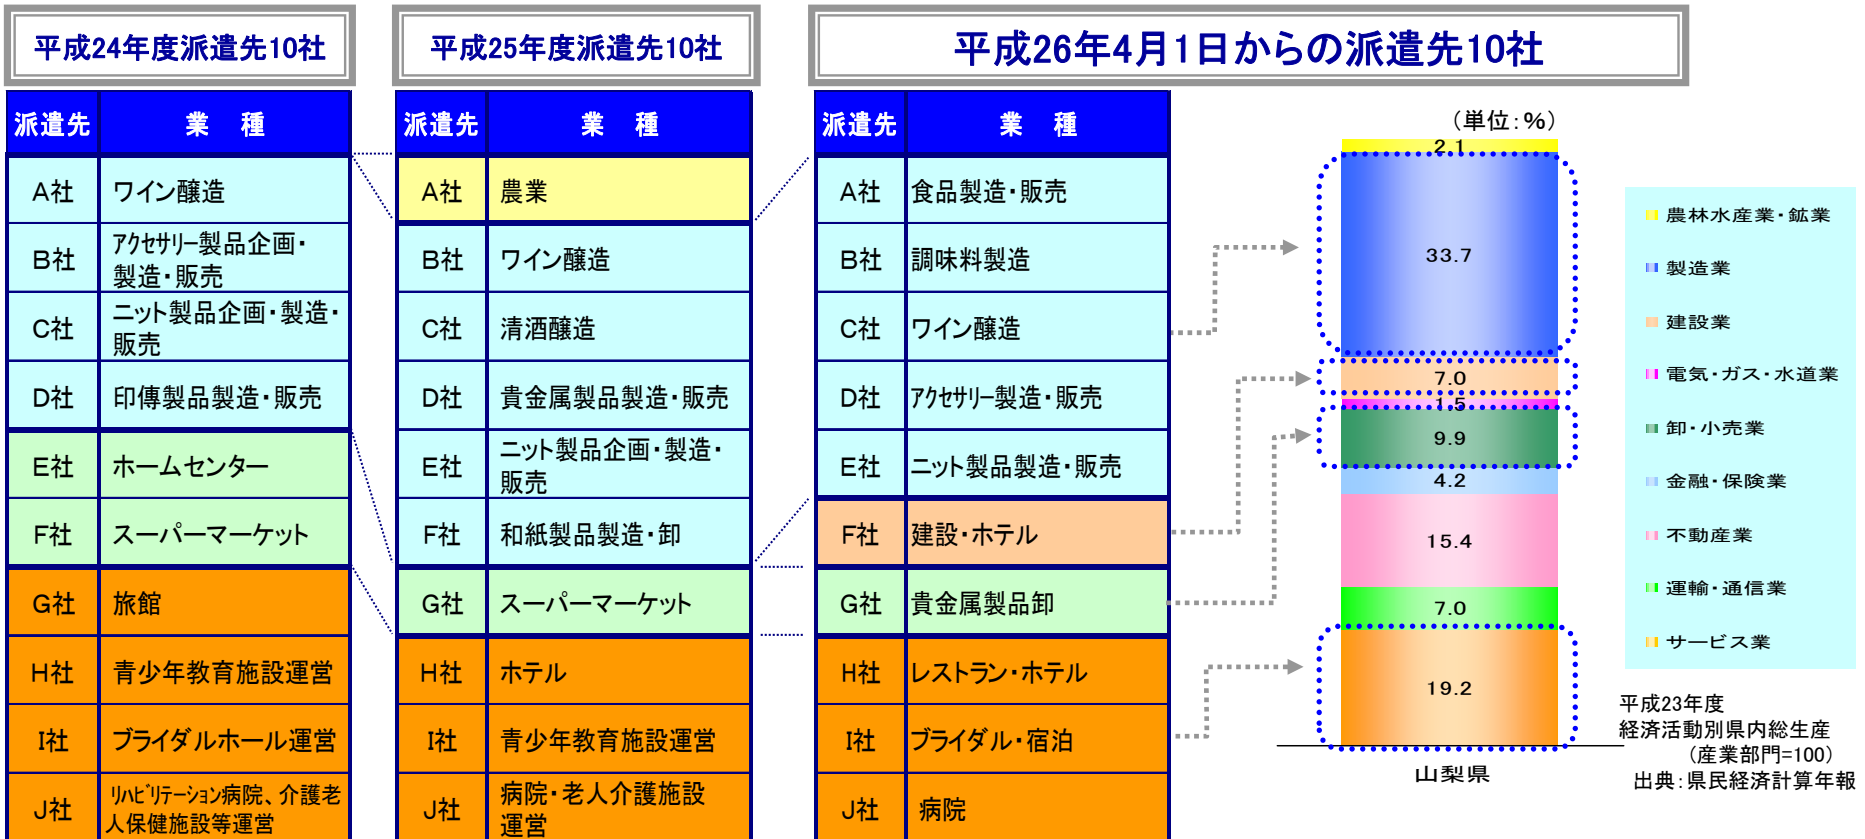 平成24年度派遣先10社
派遣先 業　種
A社 ワイン醸造
B社 アクセサリー製品企画・
製造・販売
C社 ニット製品企画・製造・
販売
D社 印傳製品製造・販売
E社 ホームセンター
F社 スーパーマーケット
G社 旅館
H社 青少年教育施設運営
I社 ブライダルホール運営
J社 リハビリテーション病院、介護老
人保健施設等運営
平成25年度派遣先10社
派遣先 業　種
A社 農業
B社 ワイン醸造
C社 清酒醸造
D社 貴金属製品製造・販売
E社 ニット製品企画・製造・
販売
F社 和紙製品製造・卸
G社 スーパーマーケット
H社 ホテル
I社 青少年教育施設運営
J社 病院・老人介護施設
運営
平成26年4月1日からの派遣先10社
派遣先 業　種
A社 食品製造・販売
B社 調味料製造
C社 ワイン醸造
D社 アクセサリー製造・販売
E社 ニット製品製造・販売
F社 建設・ホテル
G社 貴金属製品卸
H社 レストラン・ホテル
I社 ブライダル・宿泊
J社 病院
（単位：％）
2.1
33.7
7.0
1.5
9.9
4.2
15.4
7.0
19.2
山梨県
農林水産業・鉱業
製造業
建設業
電気・ガス・水道業
卸・小売業
金融・保険業
不動産業
運輸・通信業
サービス業
平成23年度
経済活動別県内総生産
（産業部門=100）
出典：県民経済計算年報